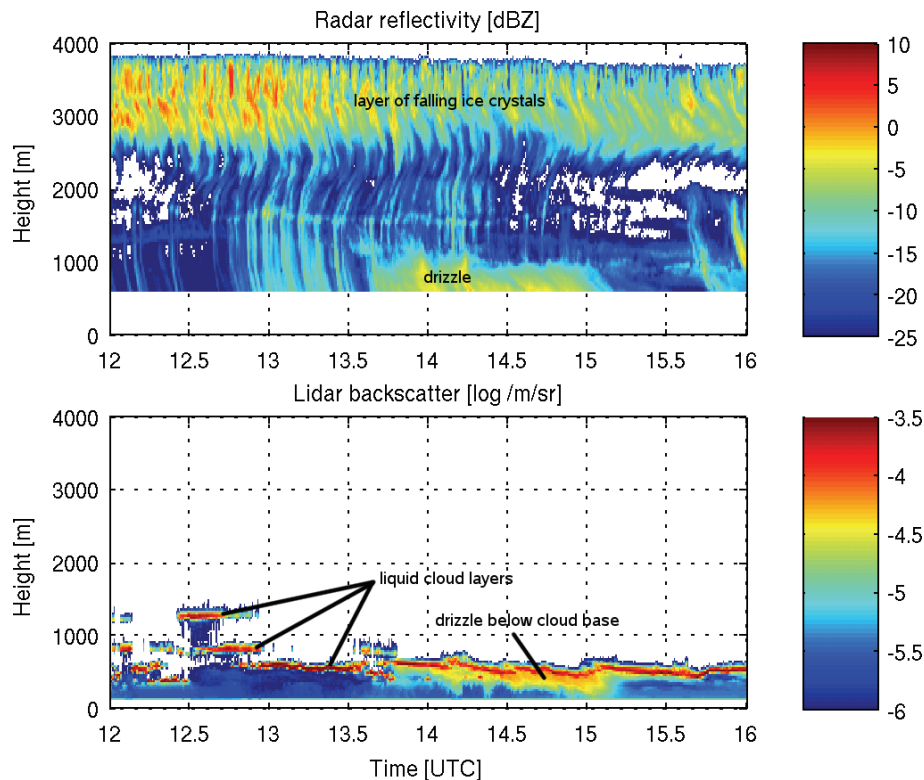 Radar reflectivity [dBZ]
4000
3000
2000
1000
0
Height [m]
layer of falling ice crystals
drizzle
12 12.5 13 13.5 14 14.5 15 15.5 16
10
5
0
-5
-10
-15
-20
-25
Lidar backscatter [log /m/sr]
4000
3000
2000
1000
0
Height [m]
liquid cloud layers
drizzle below cloud base
12 12.5 13 13.5 14 14.5 15 15.5 16
Time [UTC]
-3.5
-4
-4.5
-5
-5.5
-6